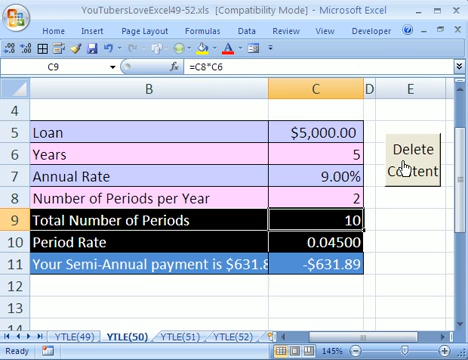 YouTubersLoveExcel49-52.xls [Compatibility Mode] - Microsoft Excel
Home Insert Page Layout Formulas Data Review View Developer
C9 fx =C8*C6
B C D E
4
5 Loan $5,000.00
6 Years 5
7 Annual Rate 9.00%
8 Number of Periods per Year 2
9 Total Number of Periods 10
10 Period Rate 0.04500
11 Your Semi-Annual payment is $631.8 -$631.89
Delete
Content
12
13
14
YTLE(49) YTLE(50) YTLE(51) YTLE(52)
Ready 145%